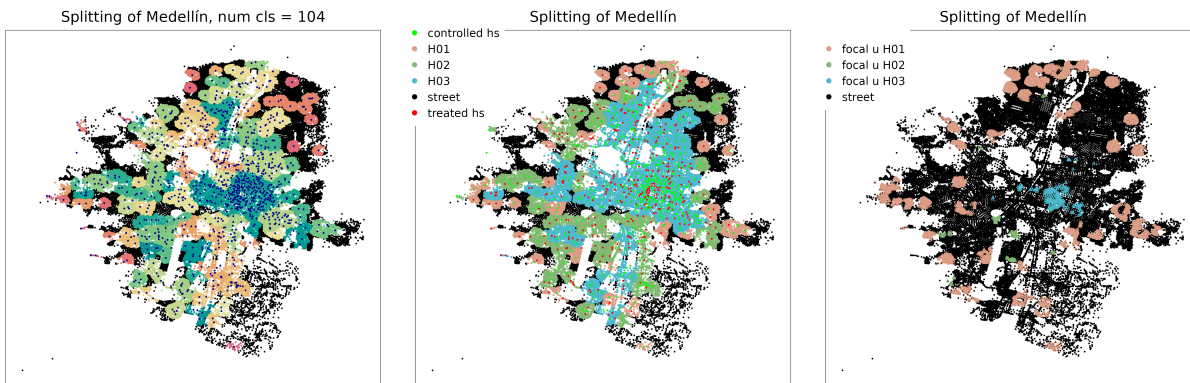 Splitting of Medellín, num cls = 104
Splitting of Medellín
controlled hs
H01
H02
H03
street
treated hs
Splitting of Medellín
focal u H01
focal u H02
focal u H03
street